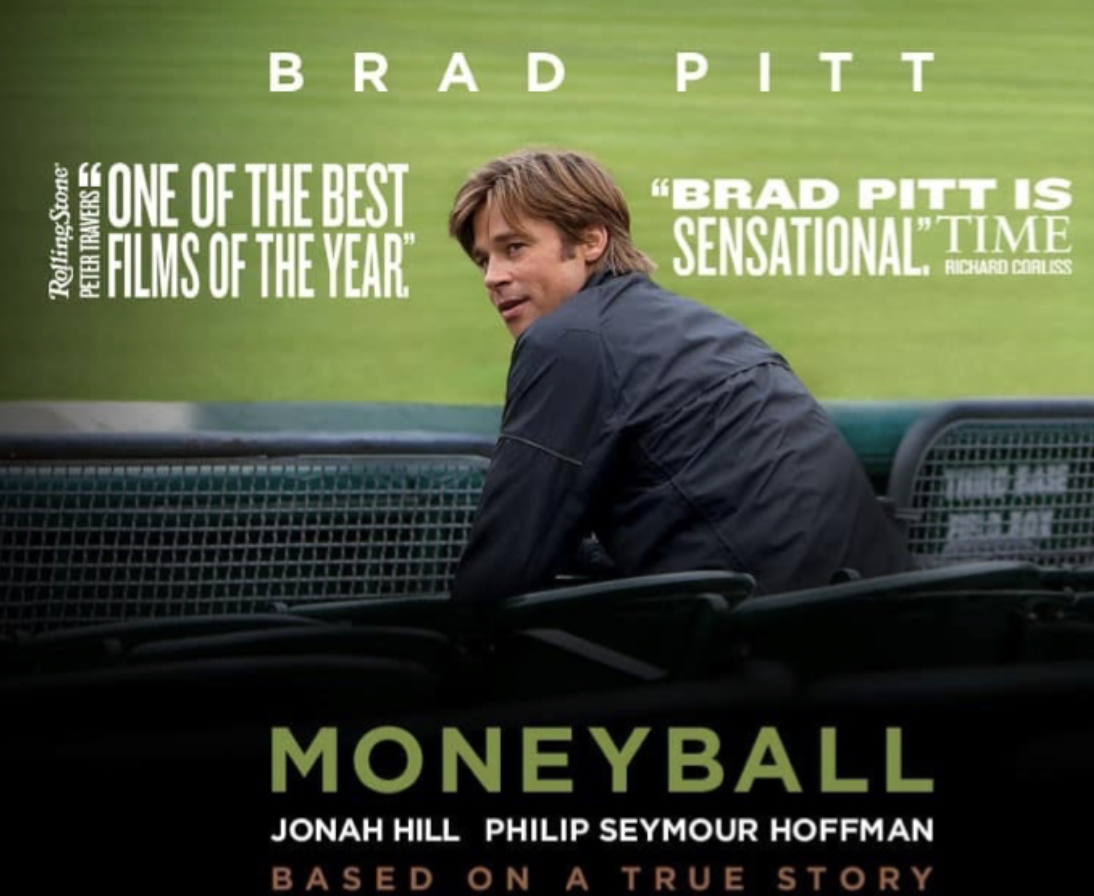 BRAD PITT
Rolling Stone
PETER TRAVERS
“ONE OF THE BEST
FILMS OF THE YEAR.”
“BRAD PITT IS
SENSATIONAL.”
TIME
RICHARD CORLISS
MONEYBALL
JONAH HILL PHILIP SEYMOUR HOFFMAN
BASED ON A TRUE STORY